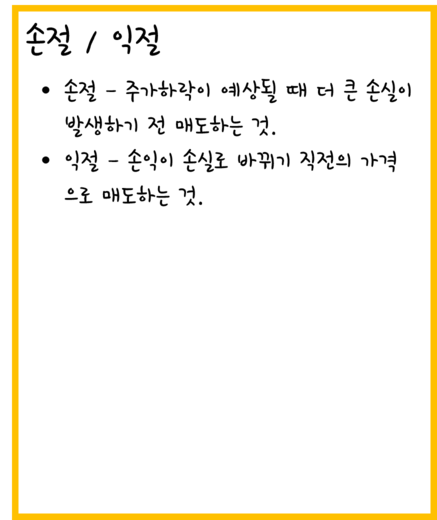 손절 / 익절
• 손절 - 주가하락이 예상될 때 더 큰 손실이
발생하기 전 매도하는 것.
• 익절 - 손익이 손실로 바뀌기 직전의 가격
으로 매도하는 것.